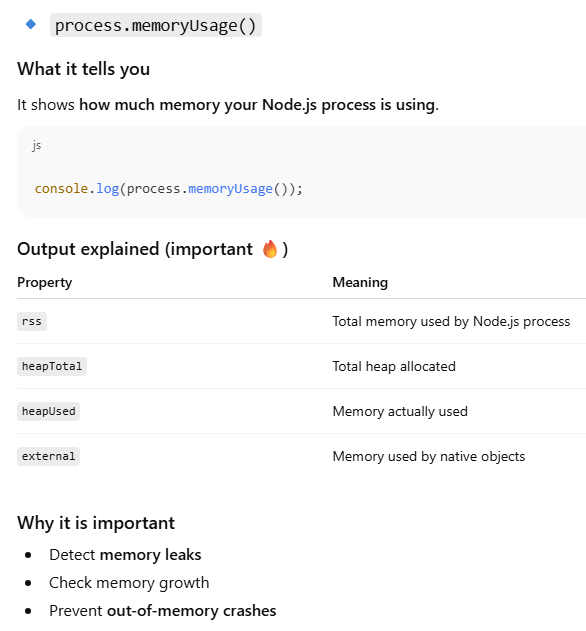 process.memoryUsage()
What it tells you
It shows how much memory your Node.js process is using.
js
console.log(process.memoryUsage());
Output explained (important 🔥)
Property Meaning
rss Total memory used by Node.js process
heapTotal Total heap allocated
heapUsed Memory actually used
external Memory used by native objects
Why it is important
• Detect memory leaks
• Check memory growth
• Prevent out-of-memory crashes